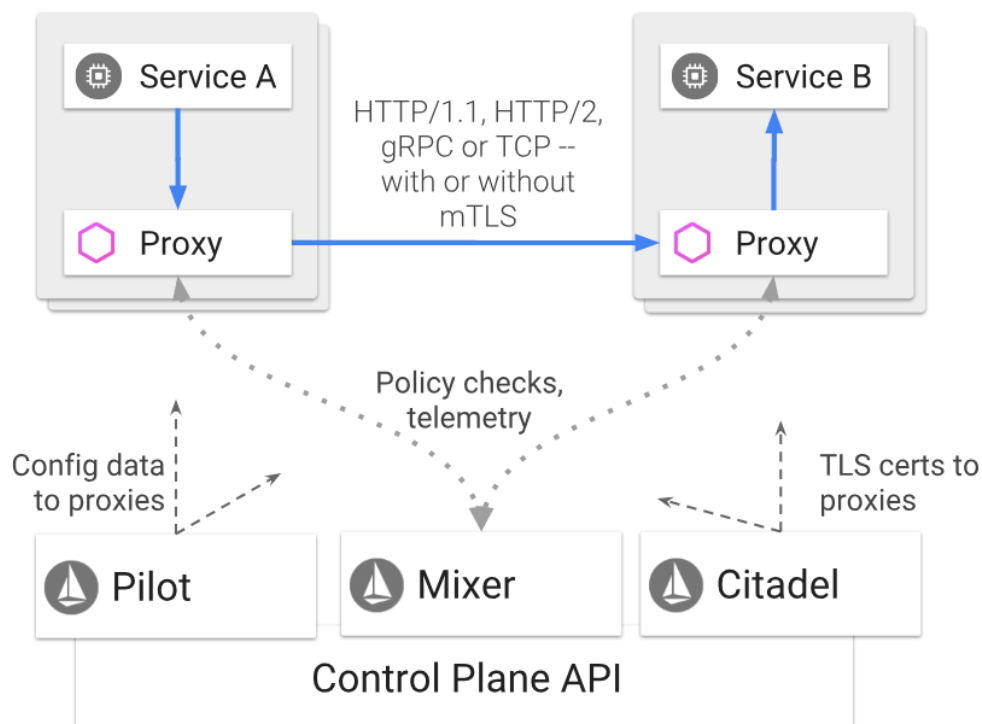 Service A
Service B
HTTP/1.1, HTTP/2,
gRPC or TCP --
with or without
mTLS
Proxy
Proxy
Policy checks,
telemetry
Config data
to proxies
TLS certs to
proxies
Pilot
Mixer
Citadel
Control Plane API